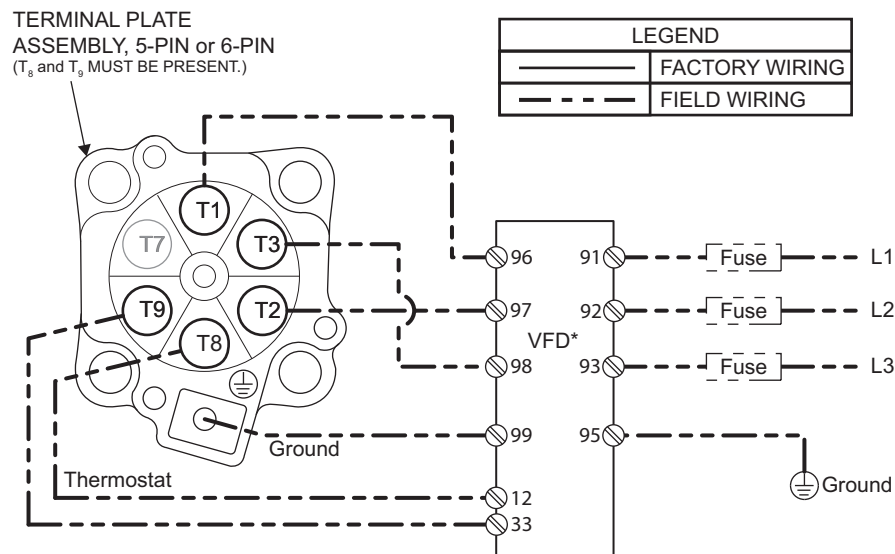 TERMINAL PLATE
ASSEMBLY, 5-PIN or 6-PIN
(T₈ and T₉ MUST BE PRESENT.)
LEGEND
FACTORY WIRING
FIELD WIRING
T1
T7
T3
T9
T2
T8
96
91
Fuse
L1
97
92
Fuse
L2
VFD*
98
93
Fuse
L3
99
95
Ground
Thermostat
12
Ground
33